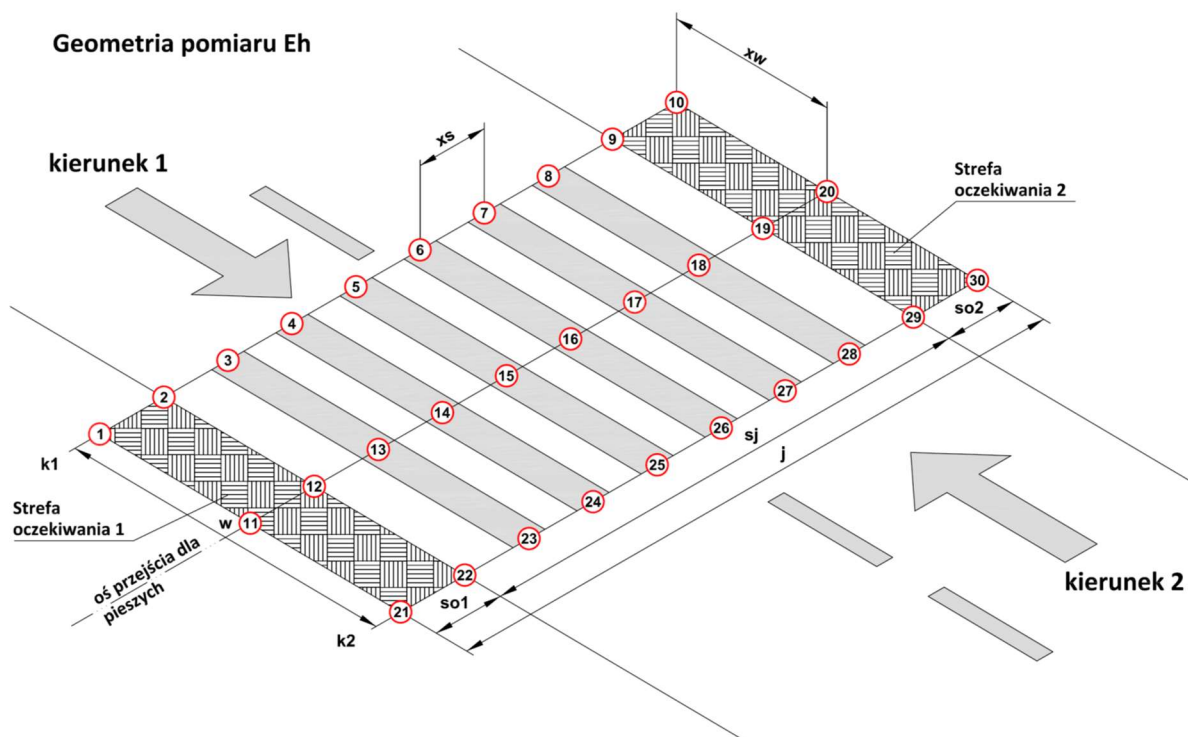 Geometria pomiaru Eh
xw
10
9
xs
kierunek 1
8
Strefa
oczekiwania 2
20
7
19
6
18
30
5
17
29
so2
4
16
28
3
15
27
2
14
26
sj
1
13
25
j
k1
12
24
Strefa
oczekiwania 1
w
11
23
oś przejścia dla
pieszych
22
so1
21
k2
kierunek 2